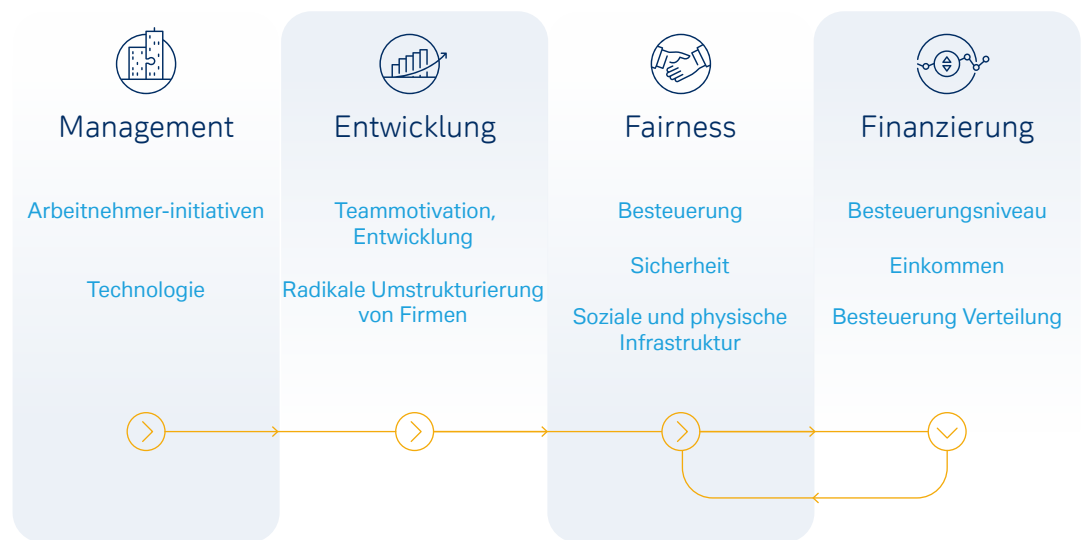 Management
Arbeitnehmer-initiativen
Technologie
Entwicklung
Teammotivation,
Entwicklung
Radikale Umstrukturierung
von Firmen
Fairness
Besteuerung
Sicherheit
Soziale und physische
Infrastruktur
Finanzierung
Besteuerungsniveau
Einkommen
Besteuerung Verteilung